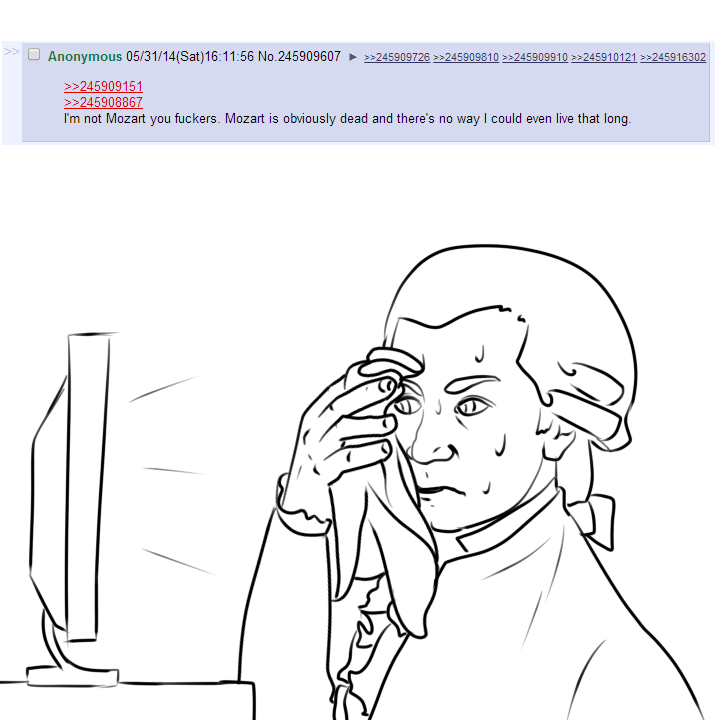 >> Anonymous 05/31/14(Sat)16:11:56 No.245909607 ▶ >>245909726 >>245909810 >>245909910 >>245910121 >>245916302
>>245909151
>>245908867
I'm not Mozart you fuckers. Mozart is obviously dead and there's no way I could even live that long.